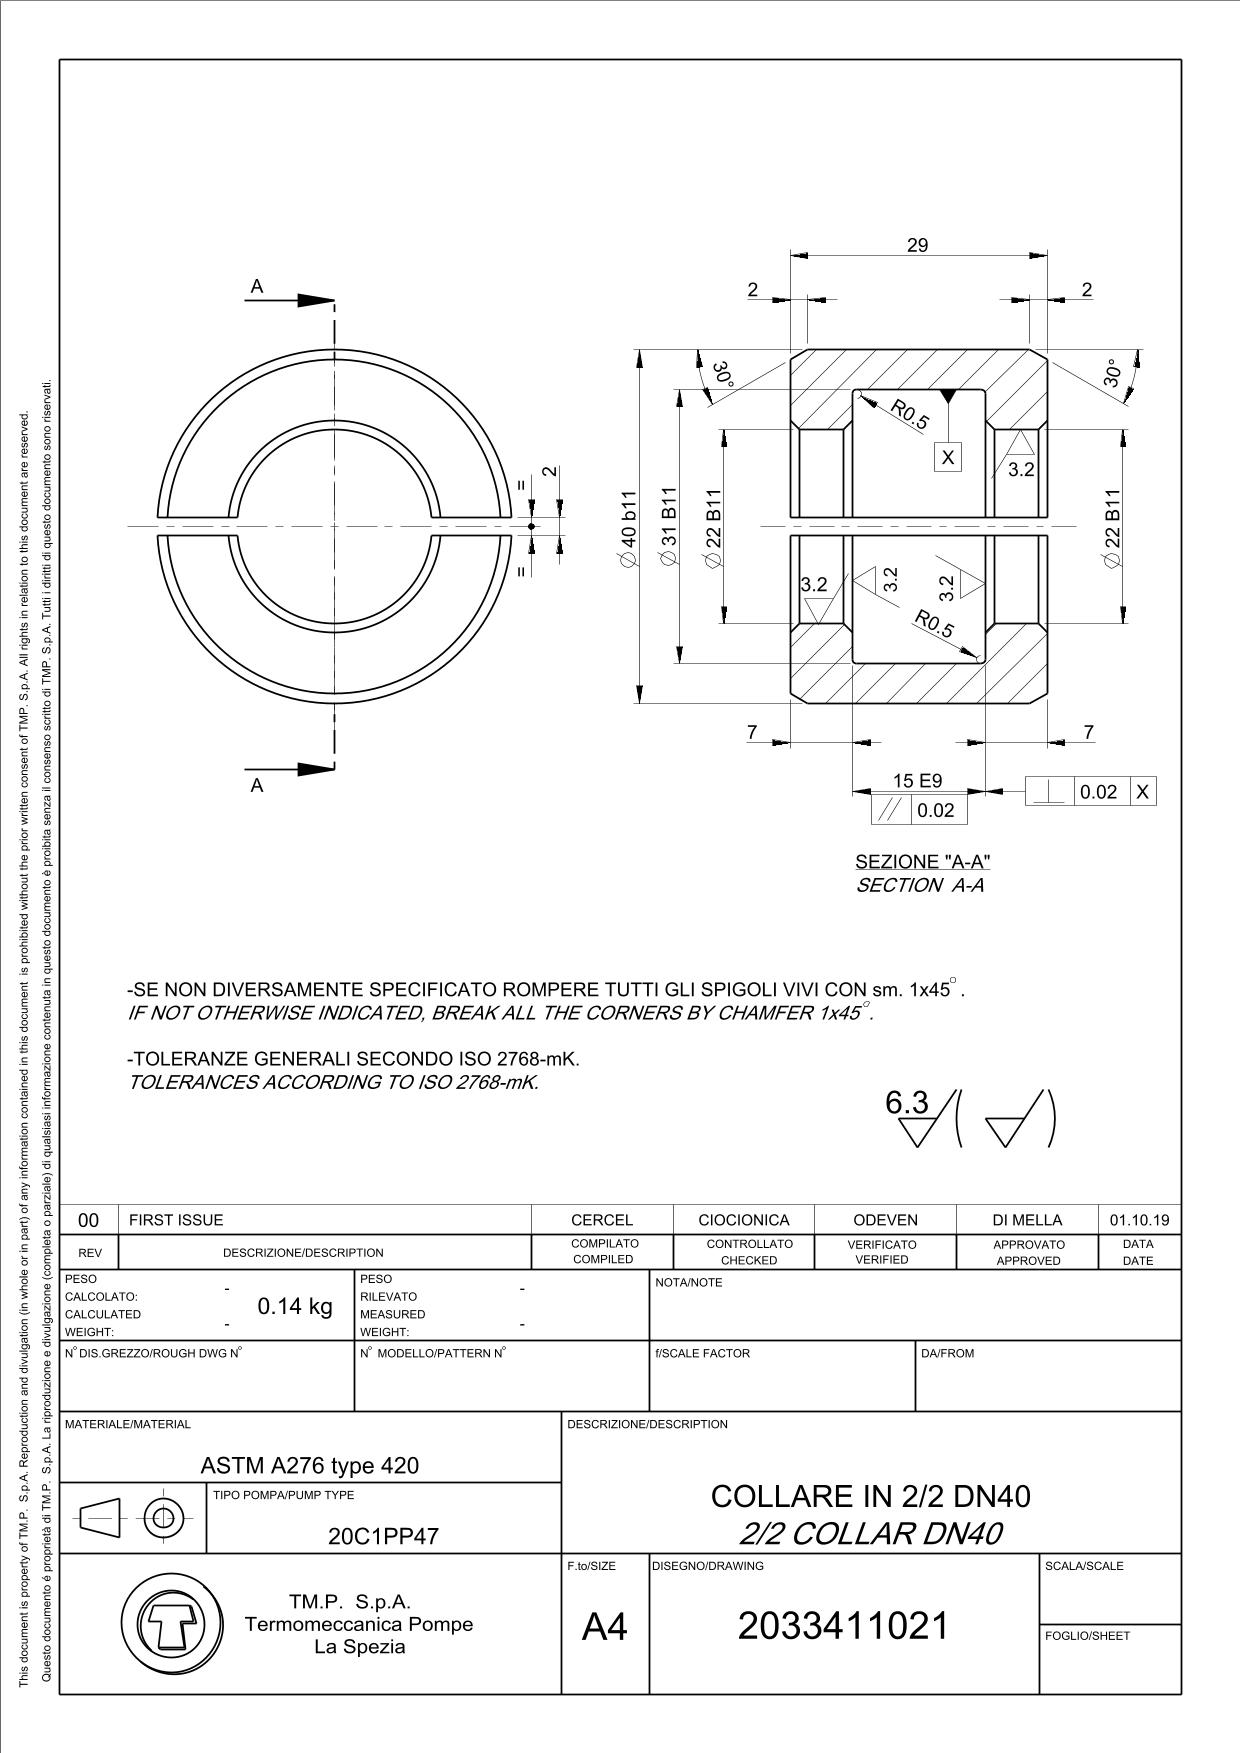 29
2
2
A
30°
30°
R0.5
X
3.2
=
2
=
Ø 40 b11
Ø 31 B11
Ø 22 B11
Ø 22 B11
3.2
3.2
3.2
R0.5
7
7
A
15 E9
// 0.02
⊥ 0.02 X
SEZIONE "A-A"
SECTION A-A
-SE NON DIVERSAMENTE SPECIFICATO ROMPERE TUTTI GLI SPIGOLI VIVI CON sm. 1x45° .
IF NOT OTHERWISE INDICATED, BREAK ALL THE CORNERS BY CHAMFER 1x45°.
-TOLERANZE GENERALI SECONDO ISO 2768-mK.
TOLERANCES ACCORDING TO ISO 2768-mK.
6.3 ( )
00 FIRST ISSUE CERCEL CIOCIONICA ODEVEN DI MELLA 01.10.19
REV DESCRIZIONE/DESCRIPTION COMPILATO CONTROLLATO VERIFICATO APPROVATO DATA
COMPILED CHECKED VERIFIED APPROVED DATE
PESO
CALCOLATO: -
CALCULATED 0.14 kg
WEIGHT: -
PESO
RILEVATO -
MEASURED
WEIGHT: -
NOTA/NOTE
N° DIS.GREZZO/ROUGH DWG N°
N° MODELLO/PATTERN N°
f/SCALE FACTOR
DA/FROM
MATERIALE/MATERIAL
ASTM A276 type 420
DESCRIZIONE/DESCRIPTION
COLLARE IN 2/2 DN40
2/2 COLLAR DN40
TIPO POMPA/PUMP TYPE
20C1PP47
TM.P. S.p.A.
Termomeccanica Pompe
La Spezia
F.to/SIZE
A4
DISEGNO/DRAWING
2033411021
SCALA/SCALE
FOGLIO/SHEET
This document is property of TM.P. S.p.A. Reproduction and divulgation (in whole or in part) of any information contained in this document is prohibited without the prior written consent of TMP. S.p.A. All rights in relation to this document are reserved.
Questo documento é proprietà di TM.P. S.p.A. La riproduzione e divulgazione (completa o parziale) di qualsiasi informazione contenuta in questo documento è proibita senza il consenso scritto di TMP. S.p.A. Tutti i diritti di questo documento sono riservati.